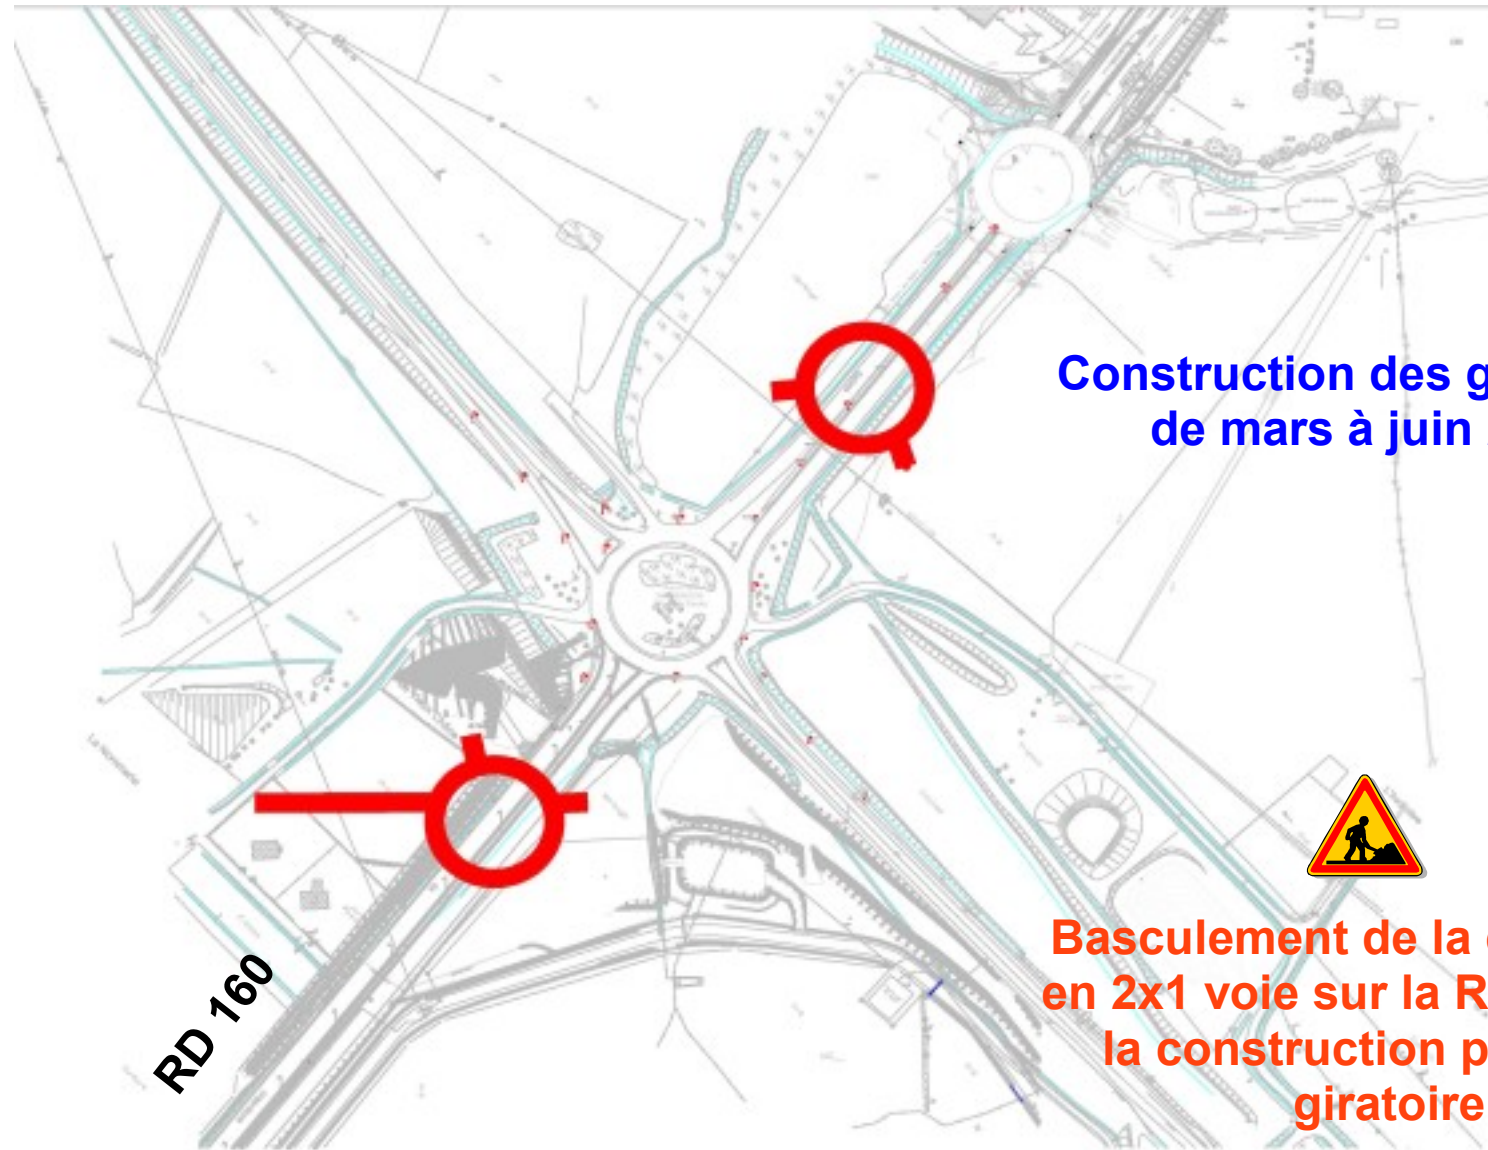 Construction des g
de mars à juin
RD 160
Basculement de la
en 2x1 voie sur la R
la construction p
giratoire